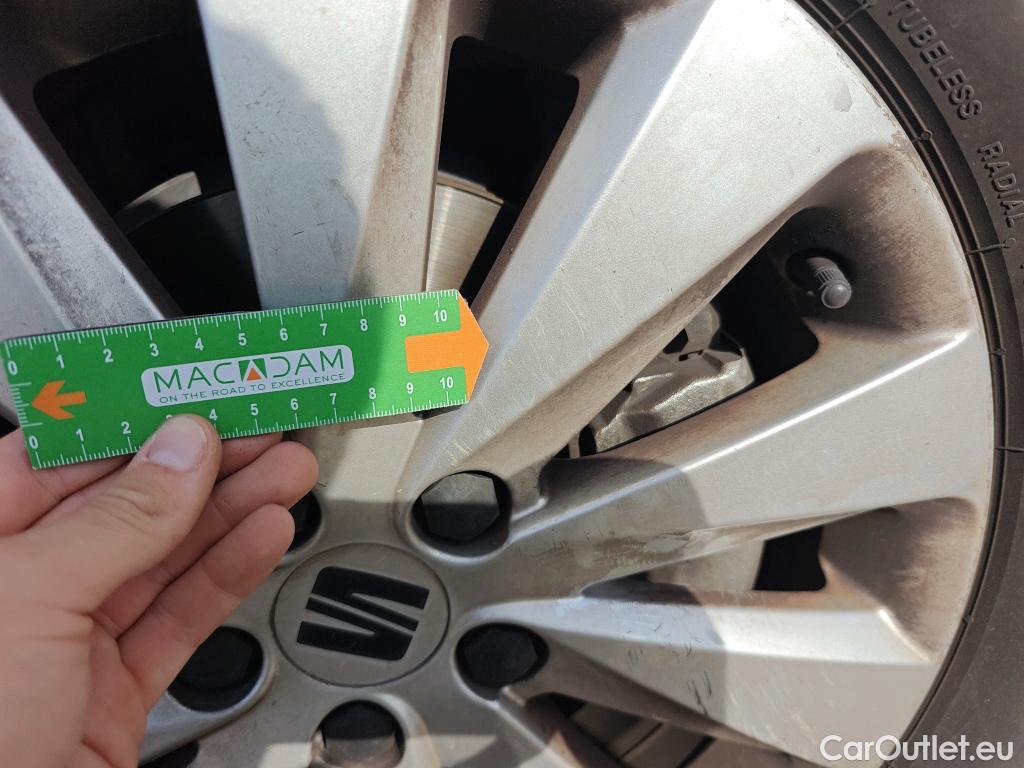 TUBELESS RADIAL
0 1 2 3 4 5 6 7 8 9 10
MACADAM
ON THE ROAD TO EXCELLENCE
0 1 2 3 4 5 6 7 8 9 10
CarOutlet.eu